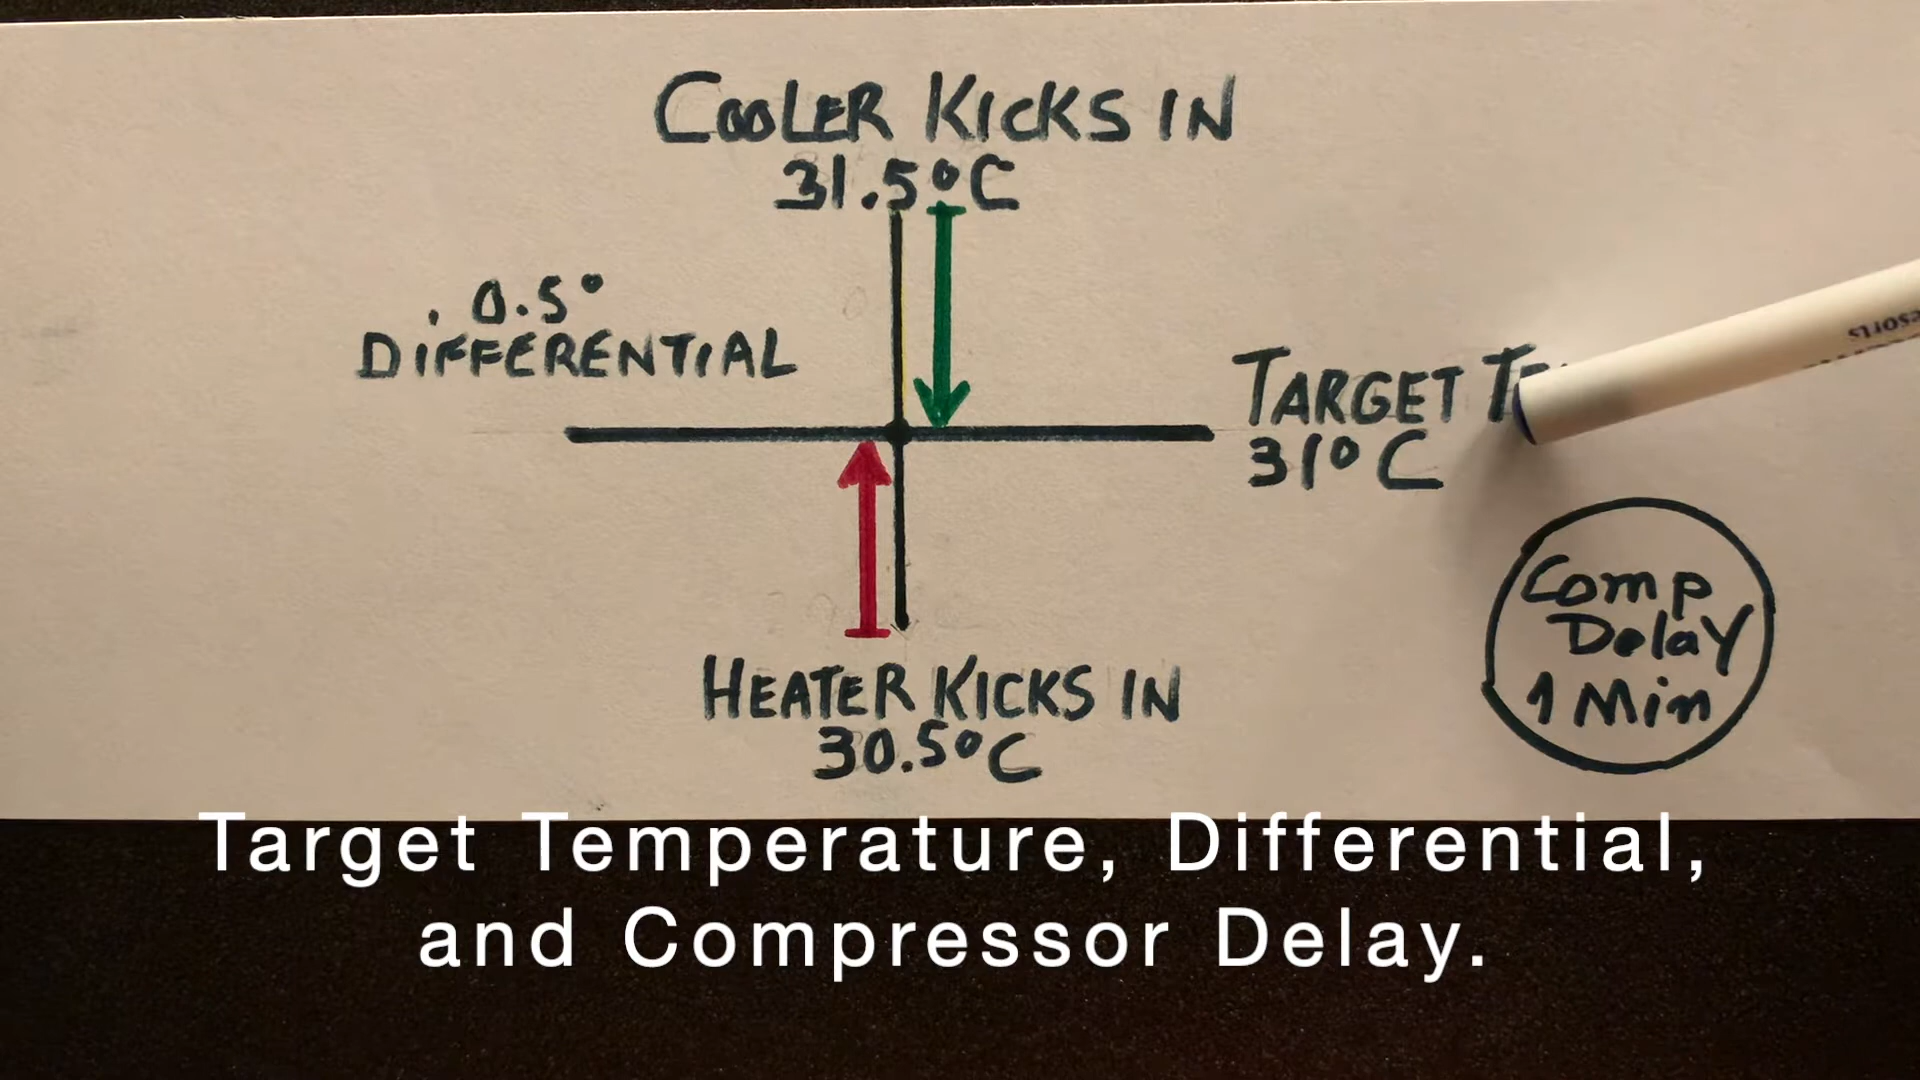 COOLER KICKS IN
31.5°C
0.5°
DIFFERENTIAL
TARGET
31°C
Comp
Delay
1 Min
HEATER KICKS IN
30.5°C
Target Temperature, Differential,
and Compressor Delay.